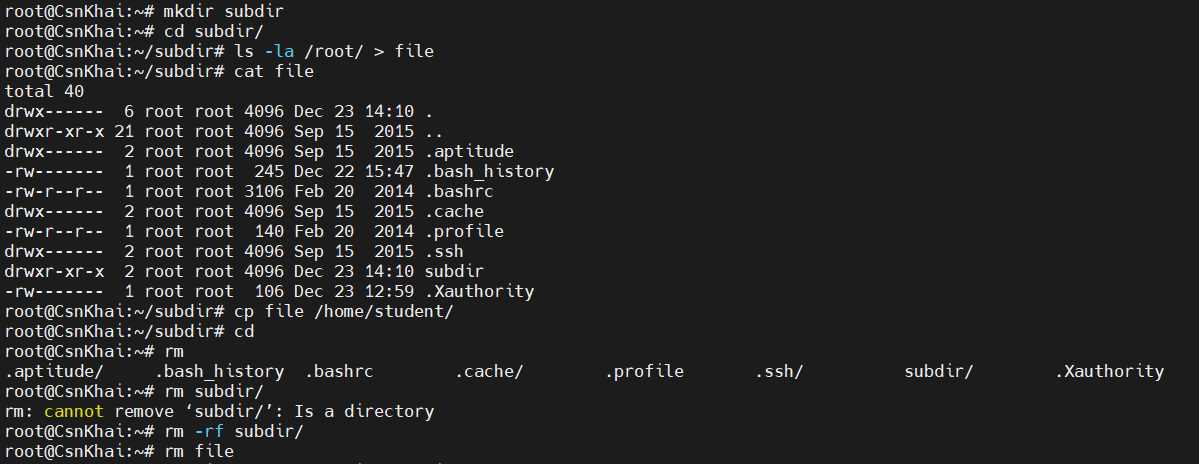 root@CsnKhai:~# mkdir subdir
root@CsnKhai:~# cd subdir/
root@CsnKhai:~/subdir# ls -la /root/ > file
root@CsnKhai:~/subdir# cat file
total 40
drwx------  6 root root 4096 Dec 23 14:10 .
drwxr-xr-x 21 root root 4096 Sep 15  2015 ..
drwx------  2 root root 4096 Sep 15  2015 .aptitude
-rw-------  1 root root  245 Dec 22 15:47 .bash_history
-rw-r--r--  1 root root 3106 Feb 20  2014 .bashrc
drwx------  2 root root 4096 Sep 15  2015 .cache
-rw-r--r--  1 root root  140 Feb 20  2014 .profile
drwx------  2 root root 4096 Sep 15  2015 .ssh
drwxr-xr-x  2 root root 4096 Dec 23 14:10 subdir
-rw-------  1 root root  106 Dec 23 12:59 .Xauthority
root@CsnKhai:~/subdir# cp file /home/student/
root@CsnKhai:~/subdir# cd
root@CsnKhai:~# rm
.aptitude/     .bash_history  .bashrc        .cache/        .profile       .ssh/          subdir/        .Xauthority
root@CsnKhai:~# rm subdir/
rm: cannot remove ‘subdir/’: Is a directory
root@CsnKhai:~# rm -rf subdir/
root@CsnKhai:~# rm file